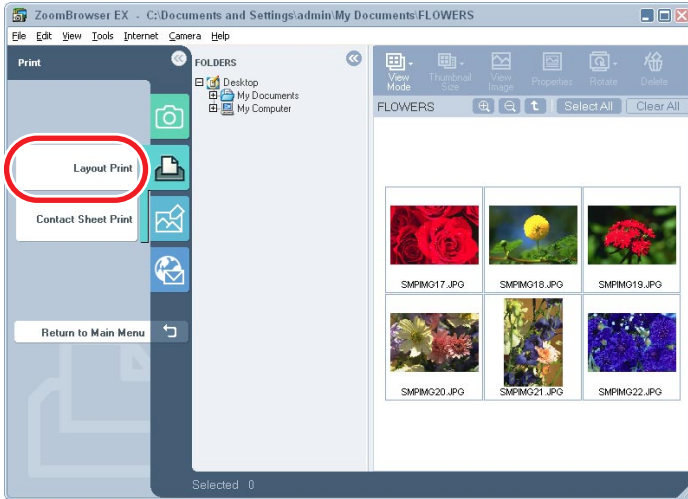 ZoomBrowser EX - C:\Documents and Settings\admin\My Documents\FLOWERS
File Edit View Tools Internet Camera Help
Print
Layout Print
Contact Sheet Print
Return to Main Menu
FOLDERS
Desktop
My Documents
My Computer
View Mode
Thumbnail Size
View Image
Properties
Rotate
Delete
FLOWERS
Select All
Clear All
SMPIMG17.JPG
SMPIMG18.JPG
SMPIMG19.JPG
SMPIMG20.JPG
SMPIMG21.JPG
SMPIMG22.JPG
Selected 0